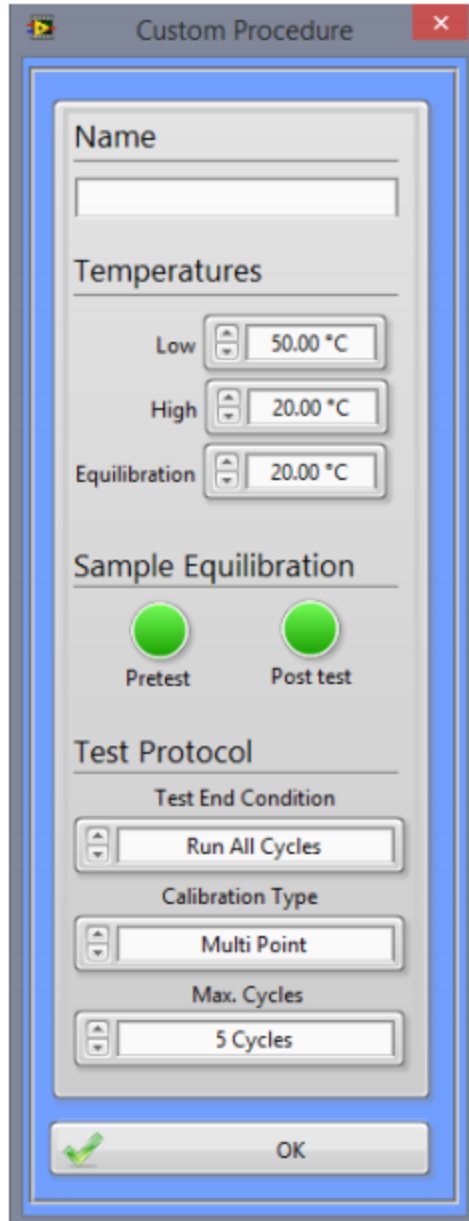 Custom Procedure
Name
Temperatures
Low 50.00 °C
High 20.00 °C
Equilibration 20.00 °C
Sample Equilibration
Pretest Post test
Test Protocol
Test End Condition
Run All Cycles
Calibration Type
Multi Point
Max. Cycles
5 Cycles
OK